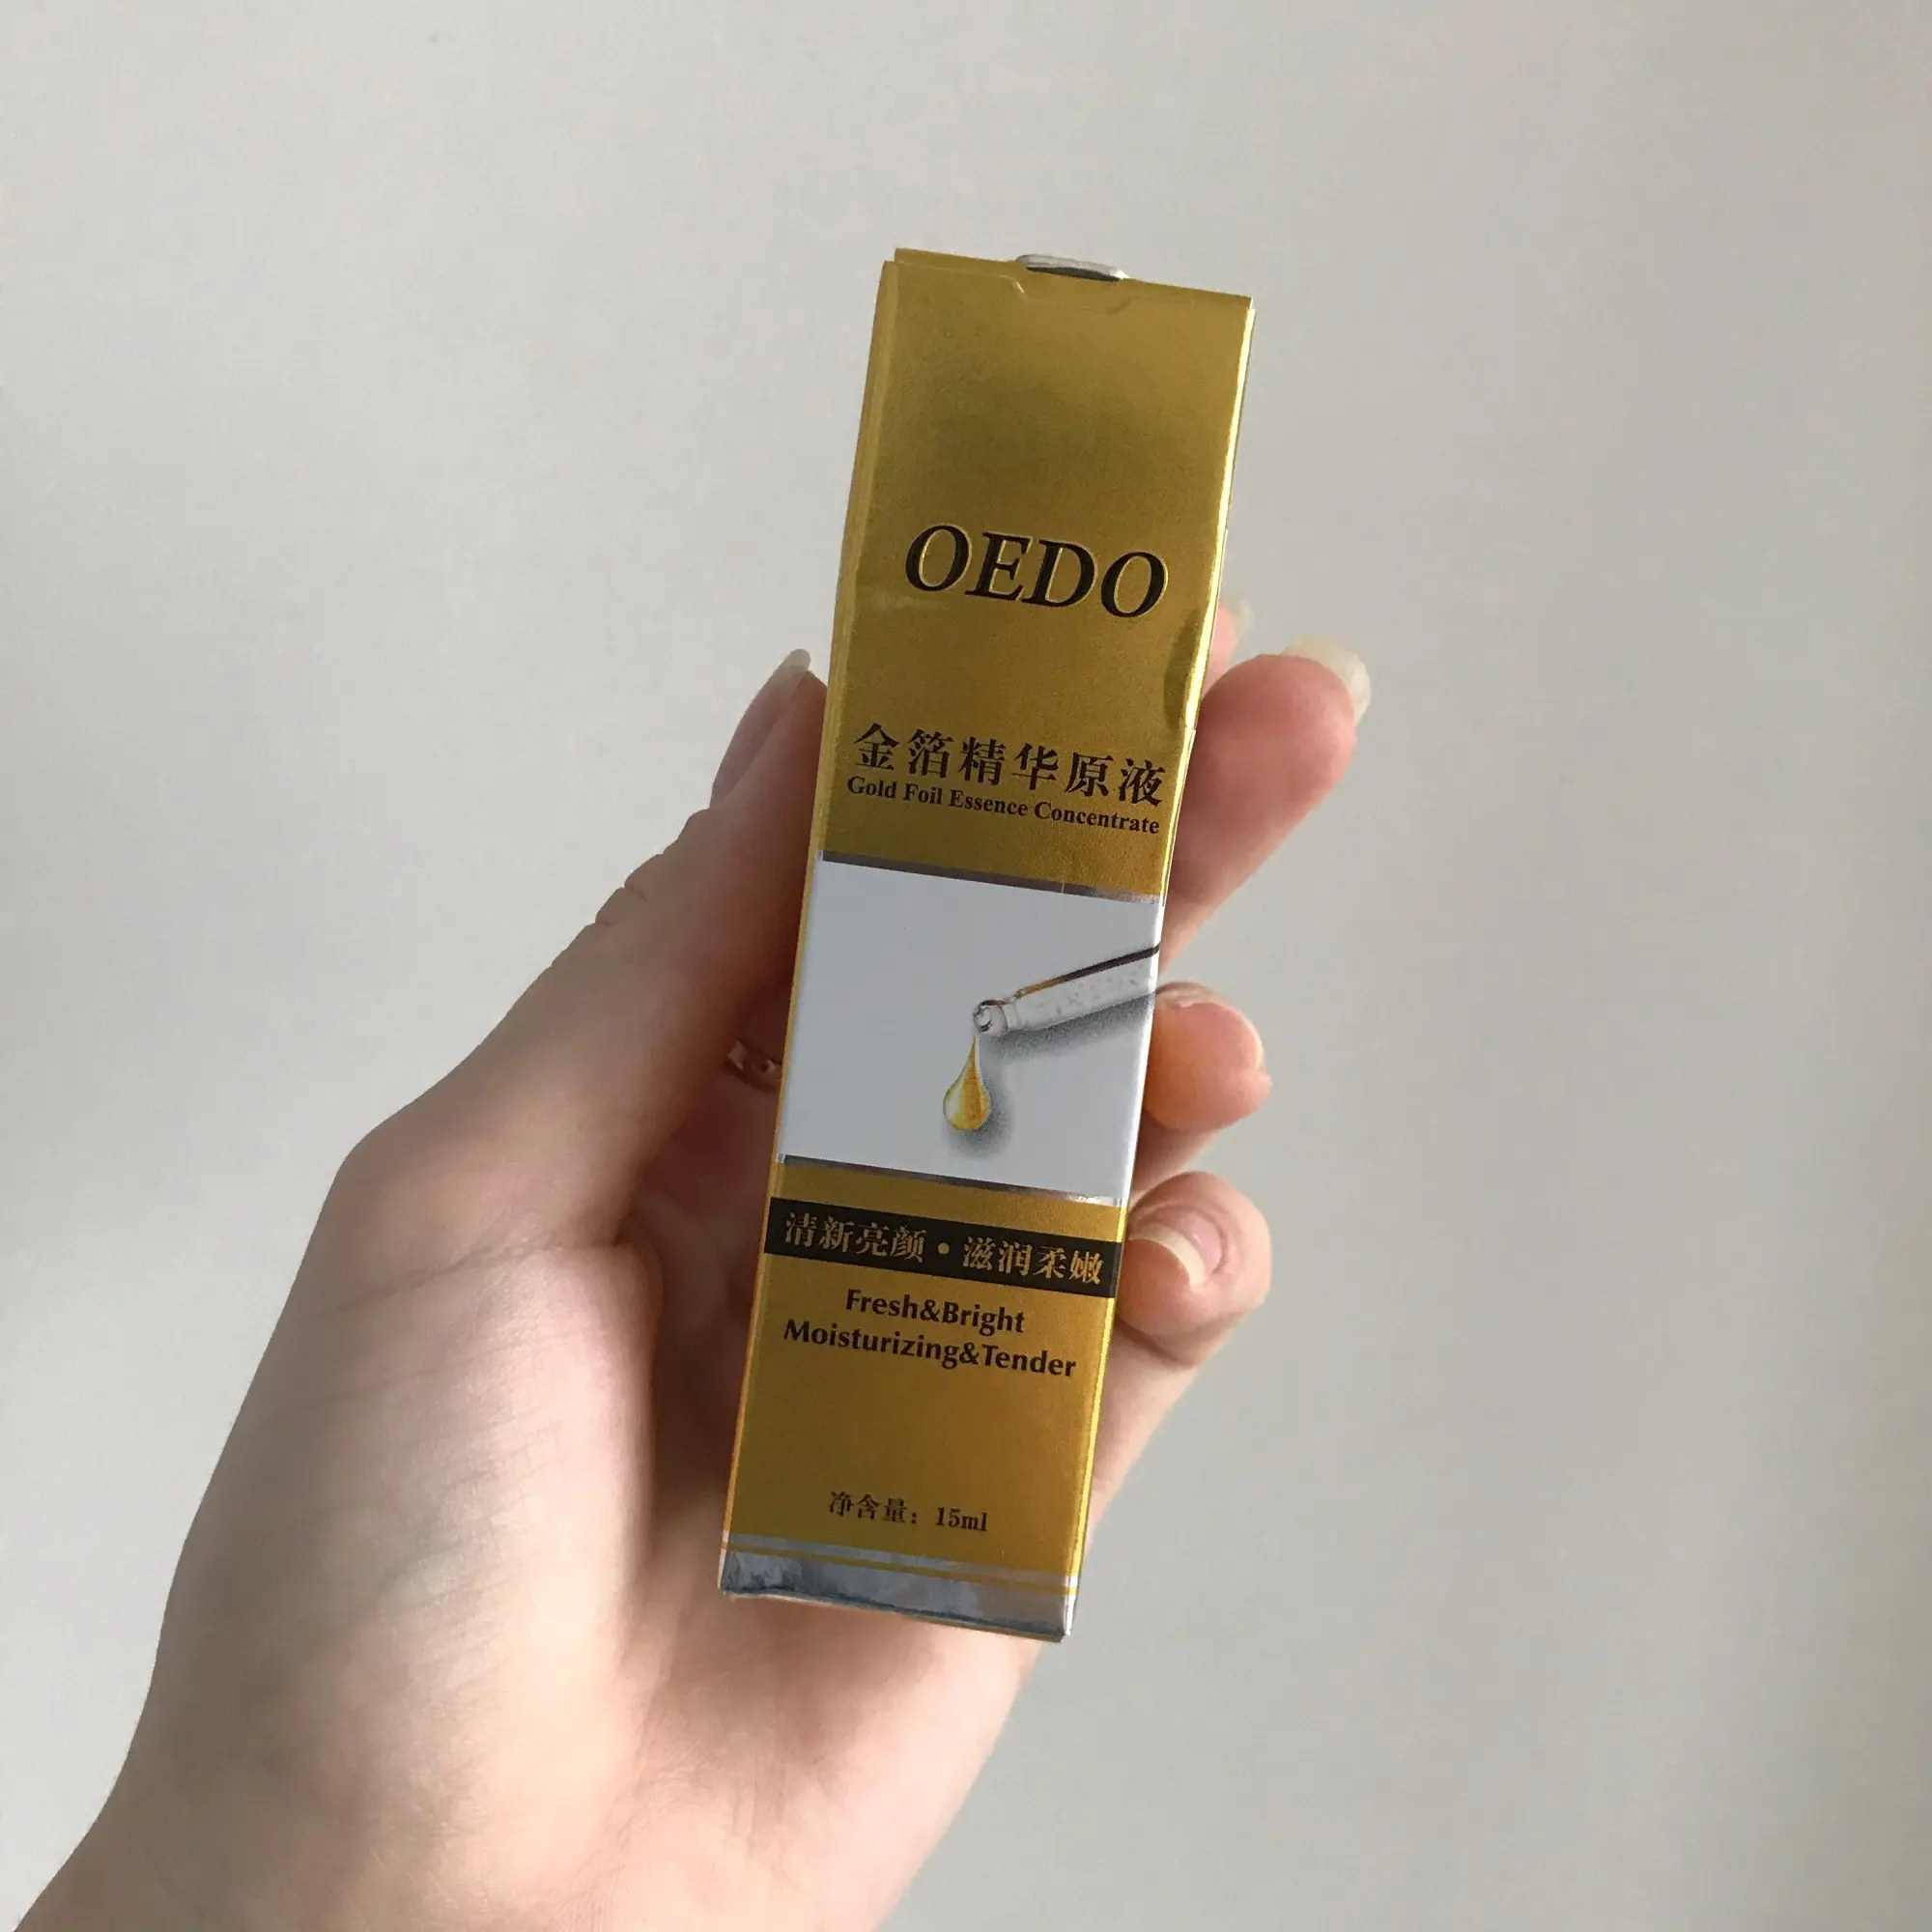 OEDO
金箔精华原液
Gold Foil Essence Concentrate
清新亮颜•滋润柔嫩
Fresh&Bright
Moisturizing&Tender
净含量：15ml